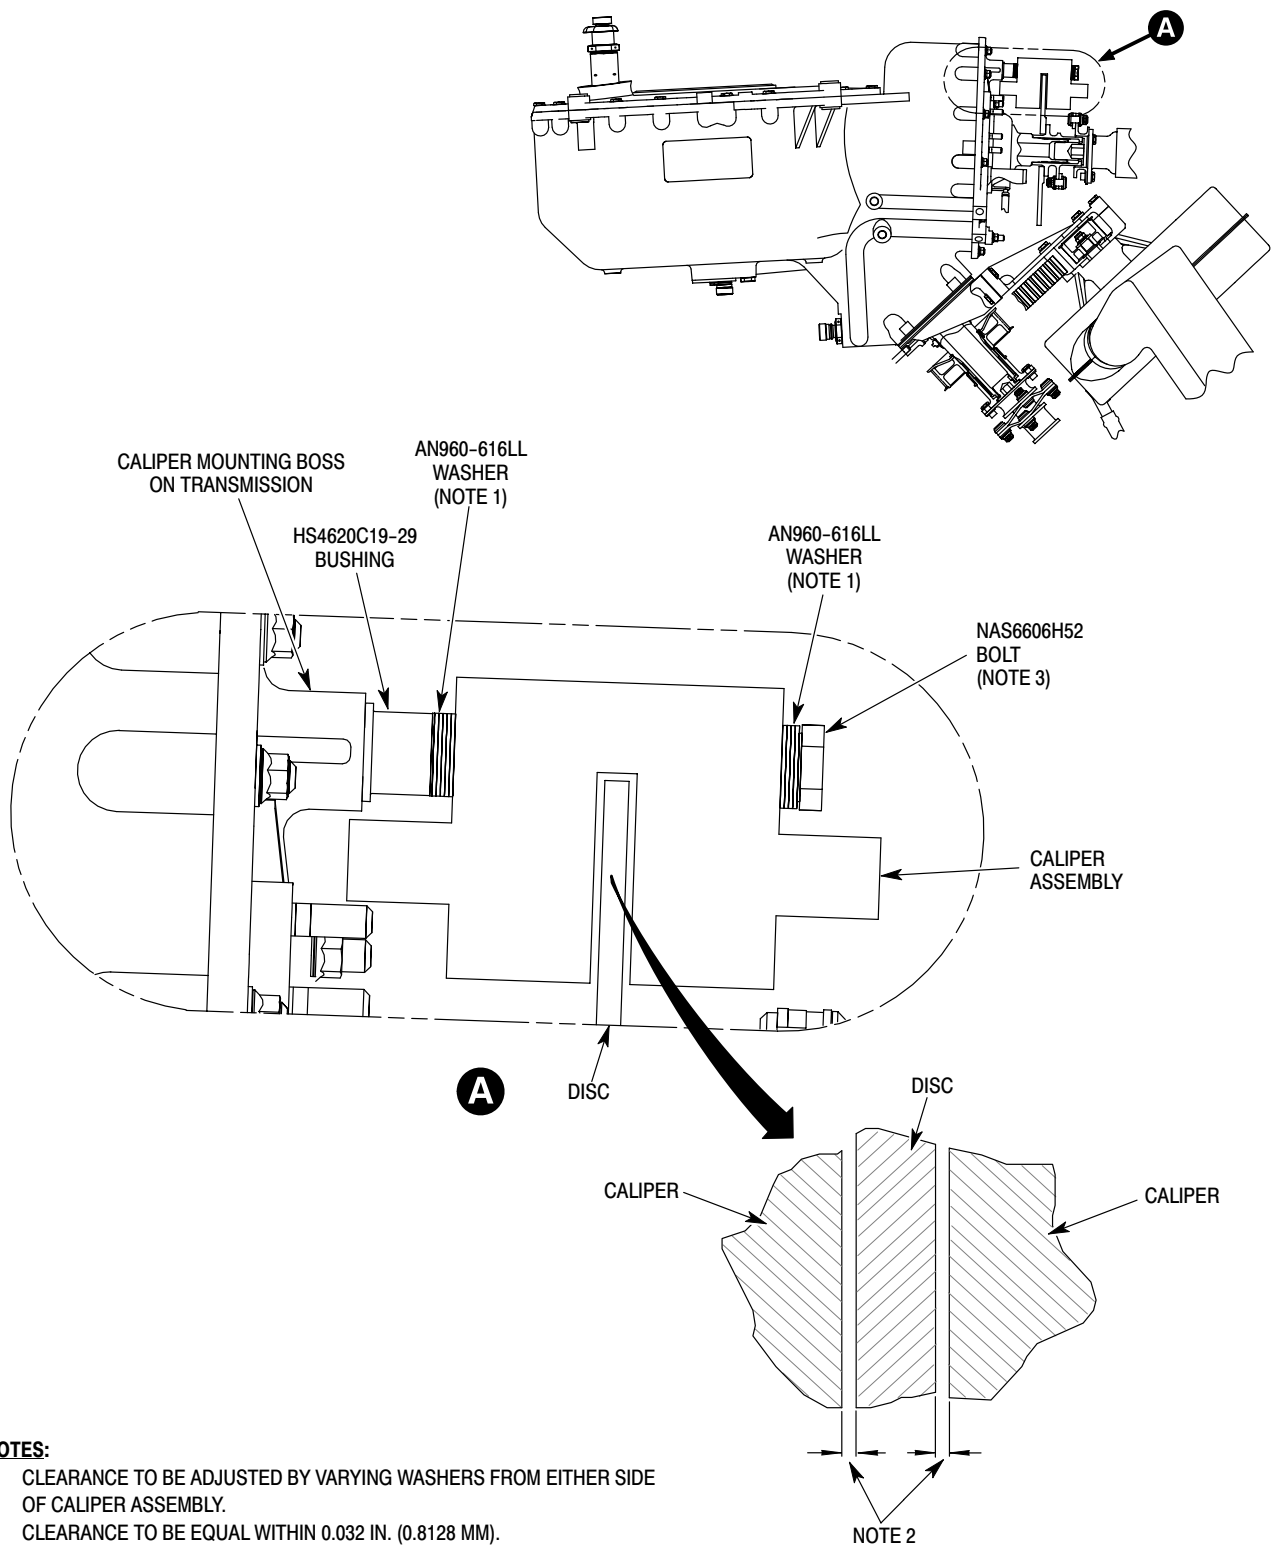 A
CALIPER MOUNTING BOSS
ON TRANSMISSION
AN960-616LL
WASHER
(NOTE 1)
HS4620C19-29
BUSHING
AN960-616LL
WASHER
(NOTE 1)
NAS6606H52
BOLT
(NOTE 3)
CALIPER
ASSEMBLY
A
DISC
DISC
CALIPER
CALIPER
NOTE 2
OTES:
CLEARANCE TO BE ADJUSTED BY VARYING WASHERS FROM EITHER SIDE
OF CALIPER ASSEMBLY.
CLEARANCE TO BE EQUAL WITHIN 0.032 IN. (0.8128 MM).